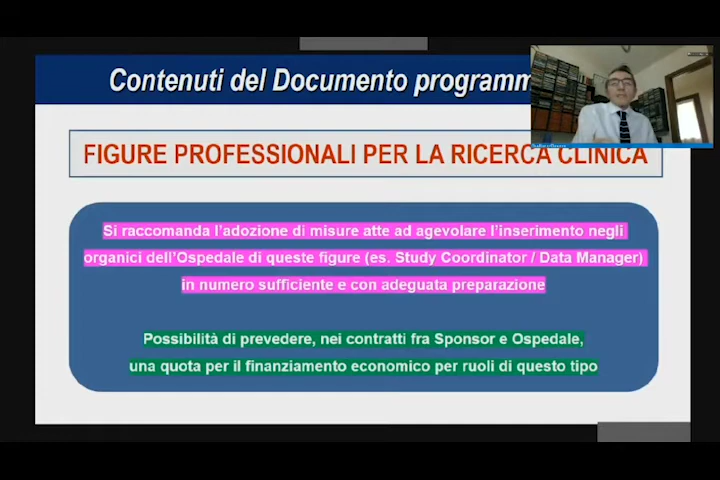 Contenuti del Documento programm
FIGURE PROFESSIONALI PER LA RICERCA CLINICA
Si raccomanda l'adozione di misure atte ad agevolare l'inserimento negli
organici dell'Ospedale di queste figure (es. Study Coordinator / Data Manager)
in numero sufficiente e con adeguata preparazione
Possibilità di prevedere, nei contratti fra Sponsor e Ospedale,
una quota per il finanziamento economico per ruoli di questo tipo